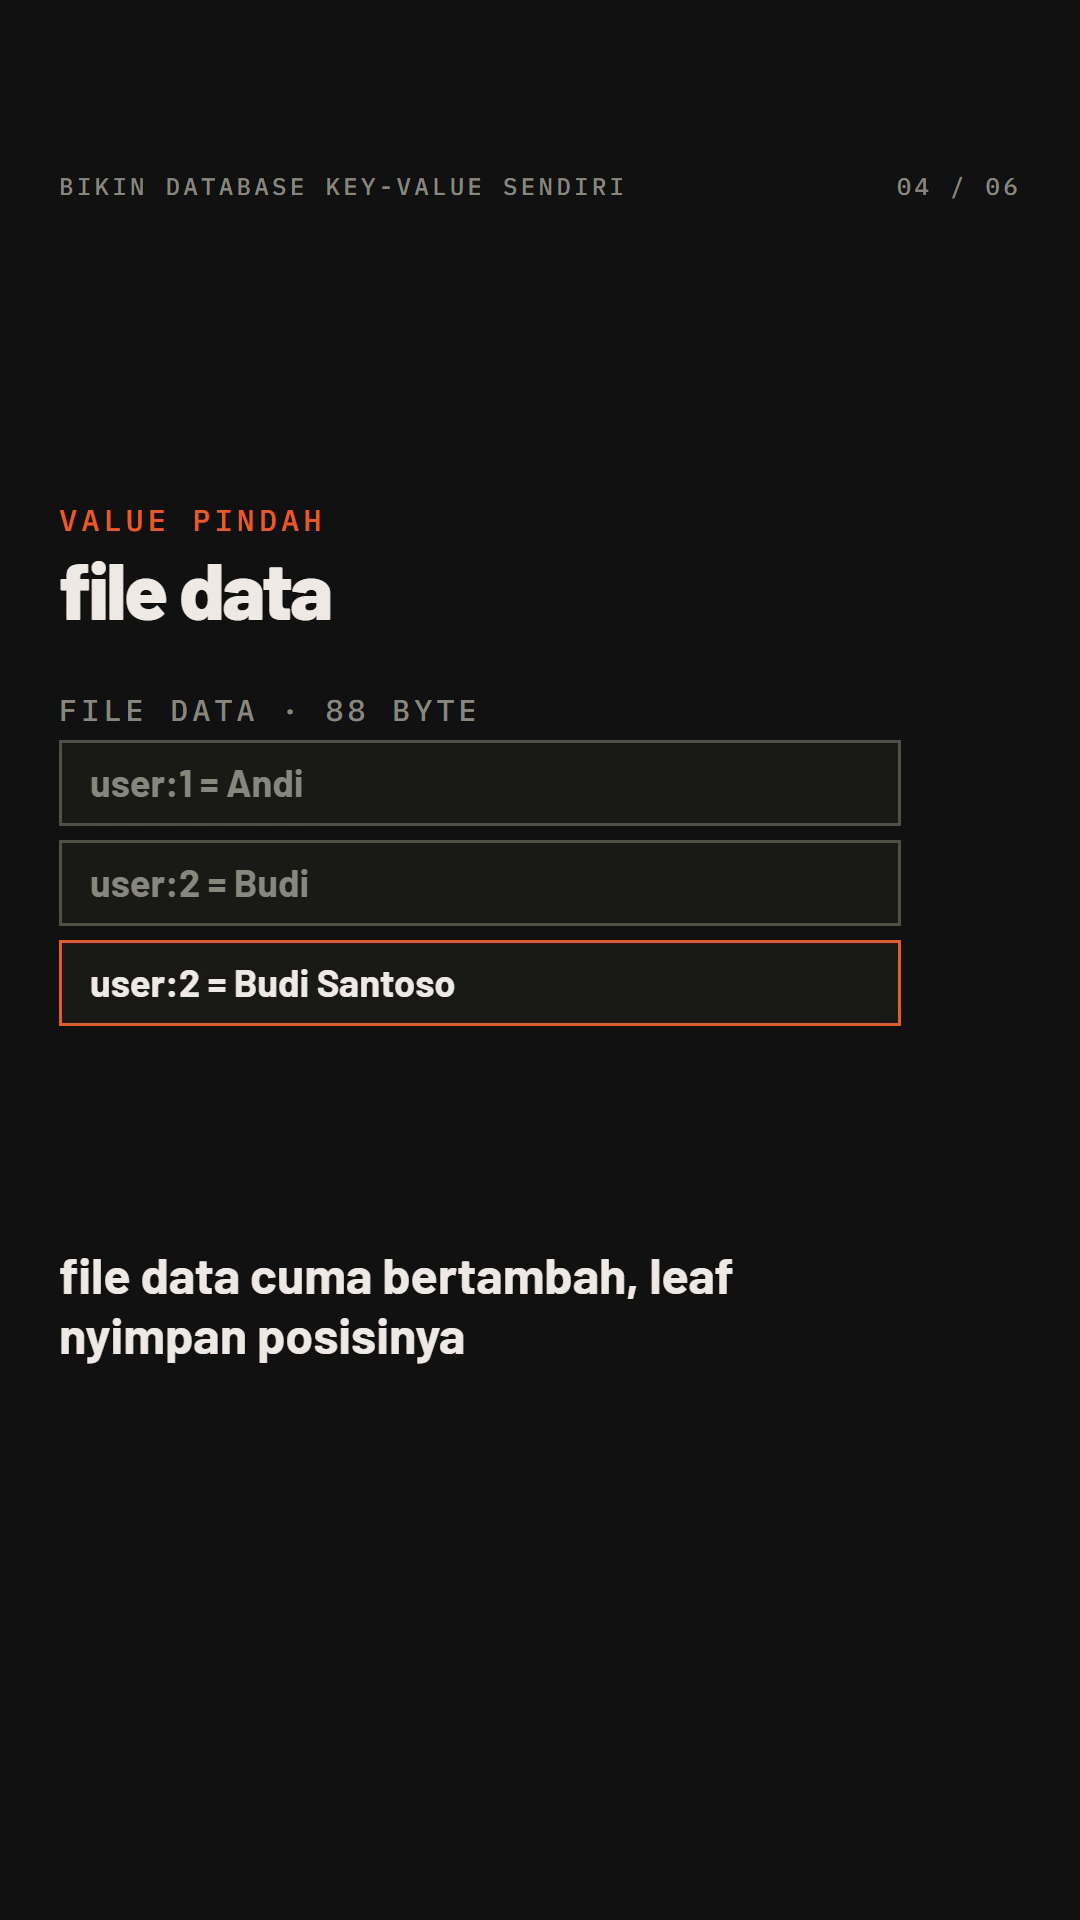 BIKIN DATABASE KEY-VALUE SENDIRI
04 / 06
VALUE PINDAH
file data
FILE DATA · 88 BYTE
user:1 = Andi
user:2 = Budi
user:2 = Budi Santoso
file data cuma bertambah, leaf
nyimpan posisinya